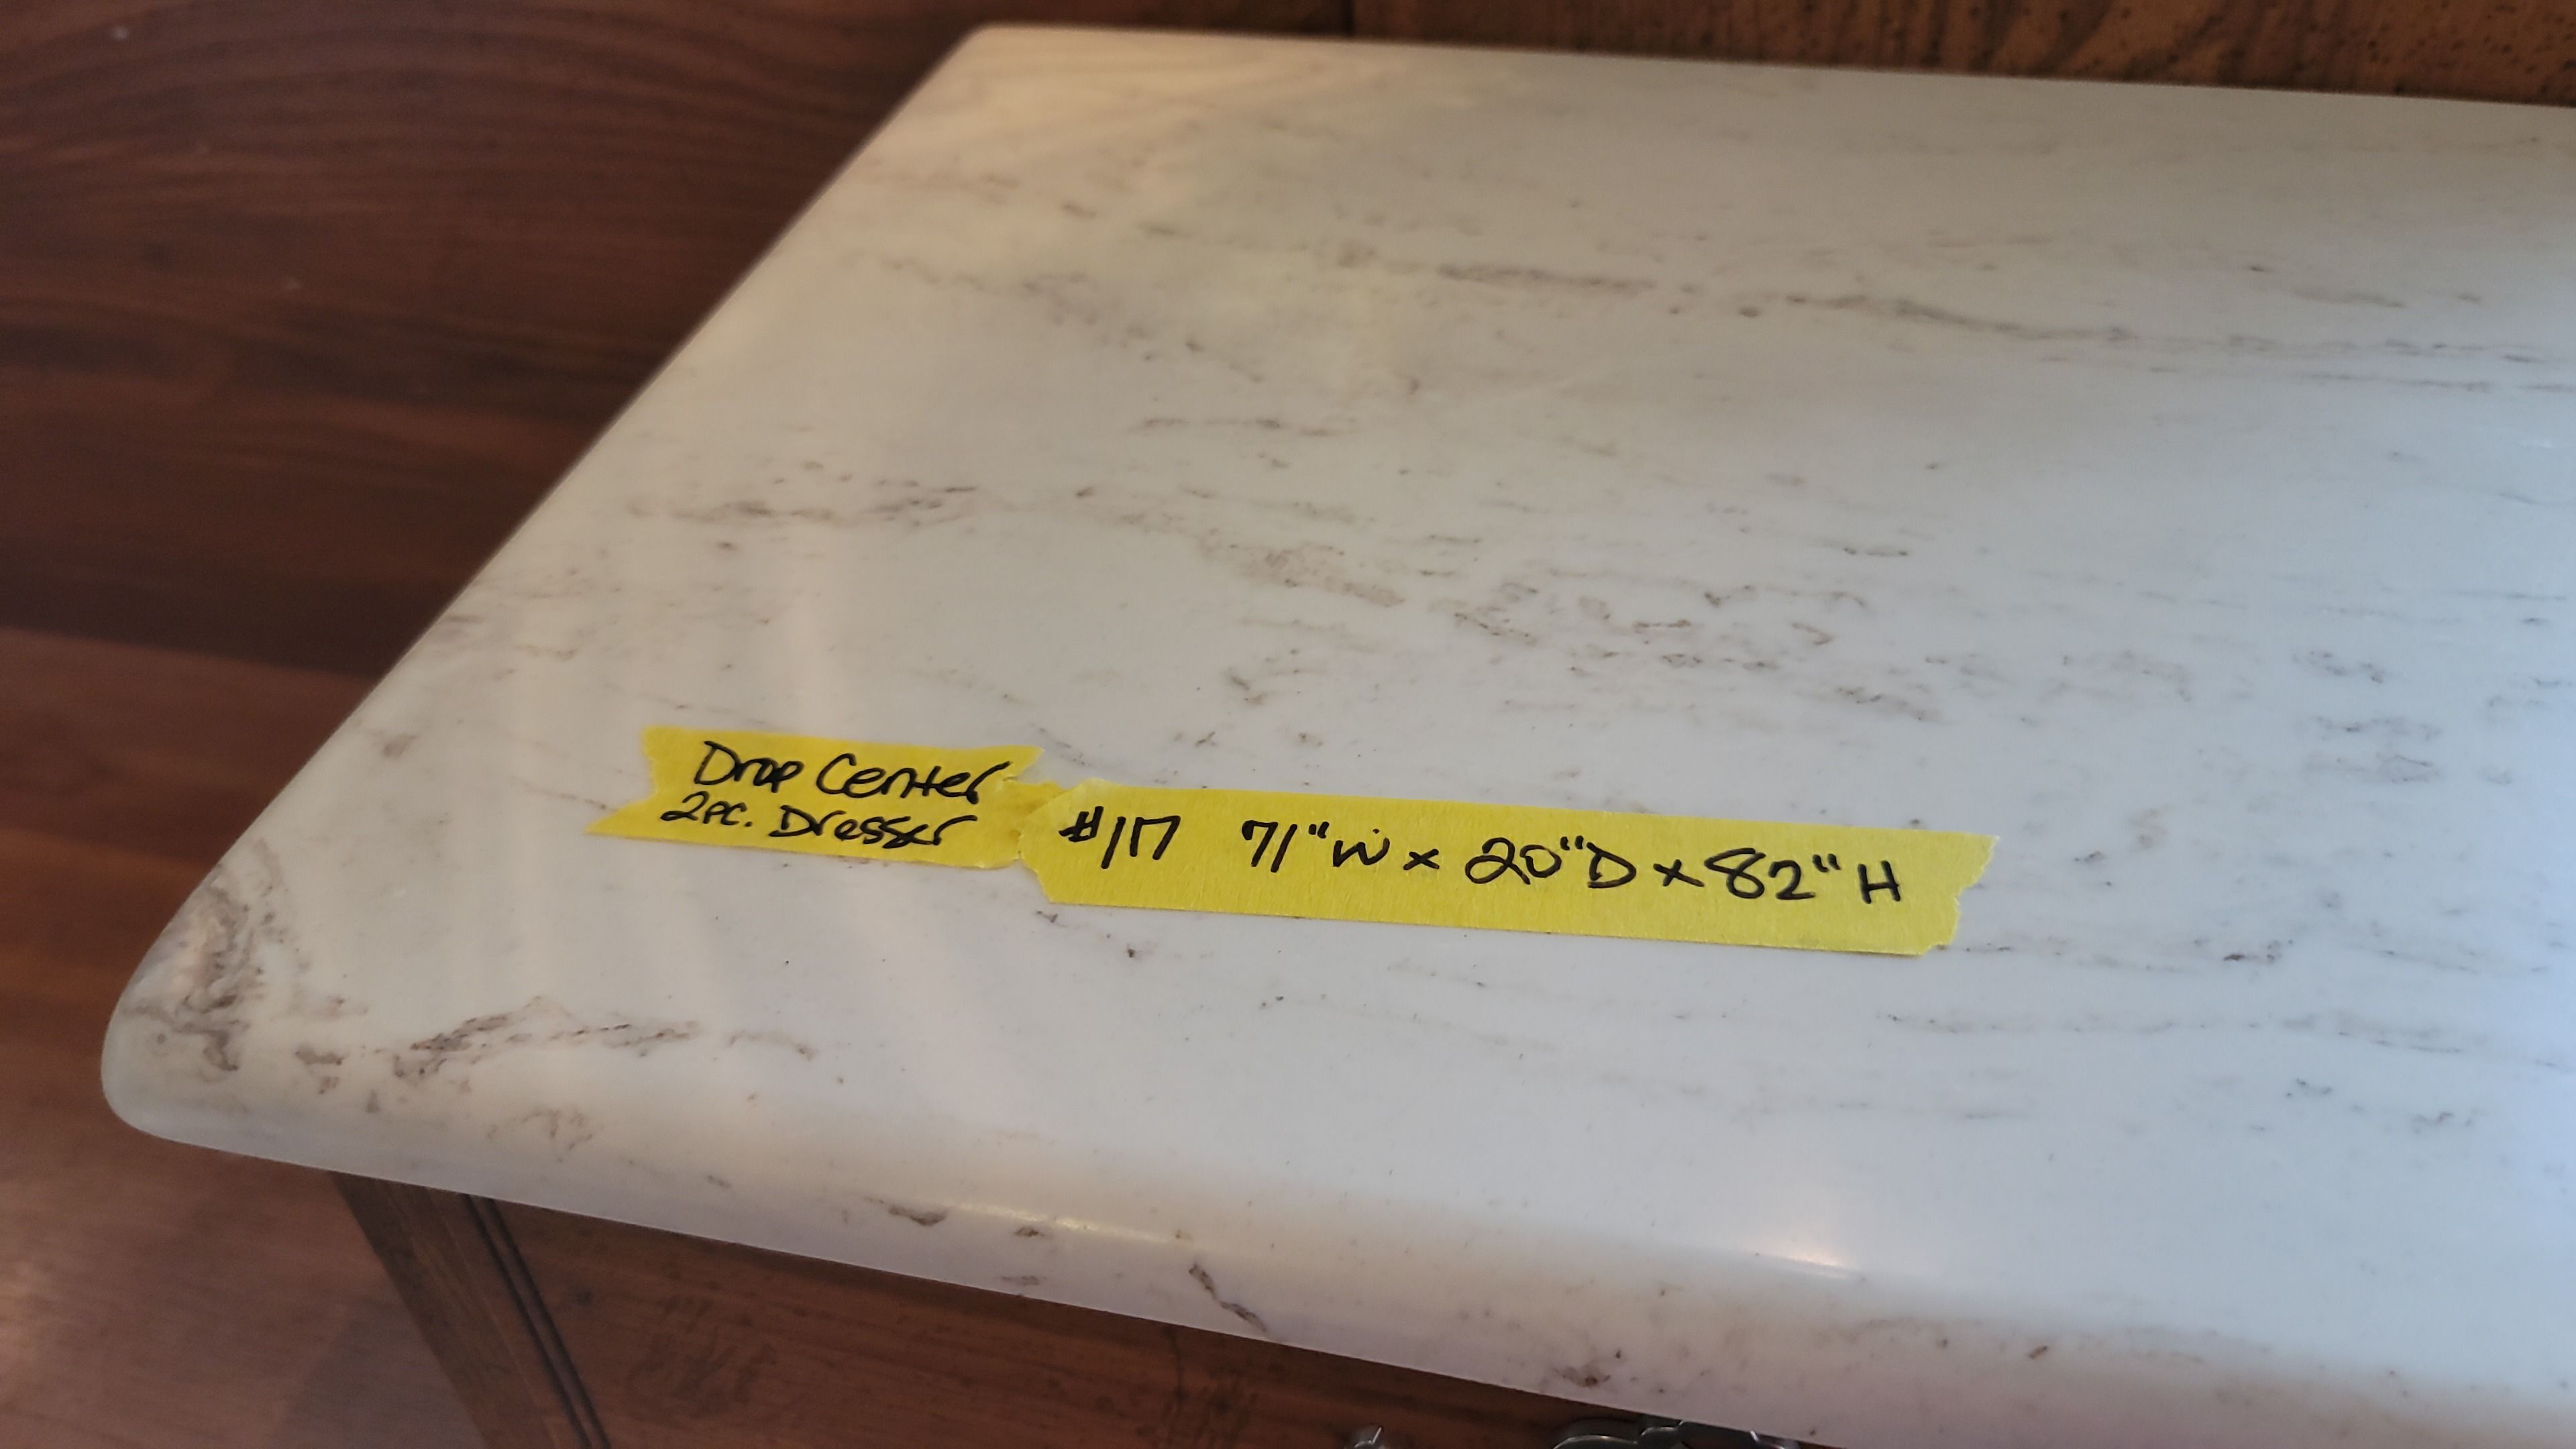 Drop Center
2pc. Dresser
#17 71"W x 20"D x 82"H